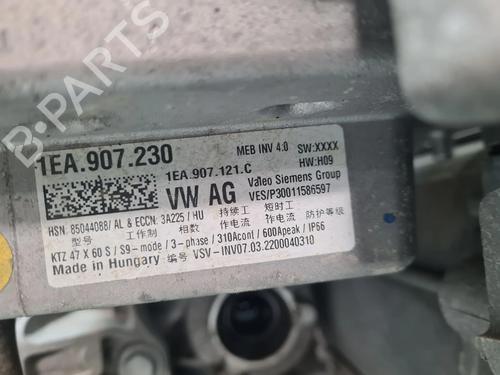 B-PARTS
1EA.907.230
MEB INV 4.0 SW:XXXX
1EA.907.121.C HW:H09
VW AG Valeo Siemens Group
VES/P30011586597
HSN. 85044088/ AL & ECCN: 3A225 / HU 持续工 短时工
型号 工作制 相数 作电流 作电流 防护等级
KTZ 47 X 60 S / S9-mode / 3-phase / 310Acont / 600Apeak / IP66
Made in Hungary 编号 VSV-INV07.03.2200040310